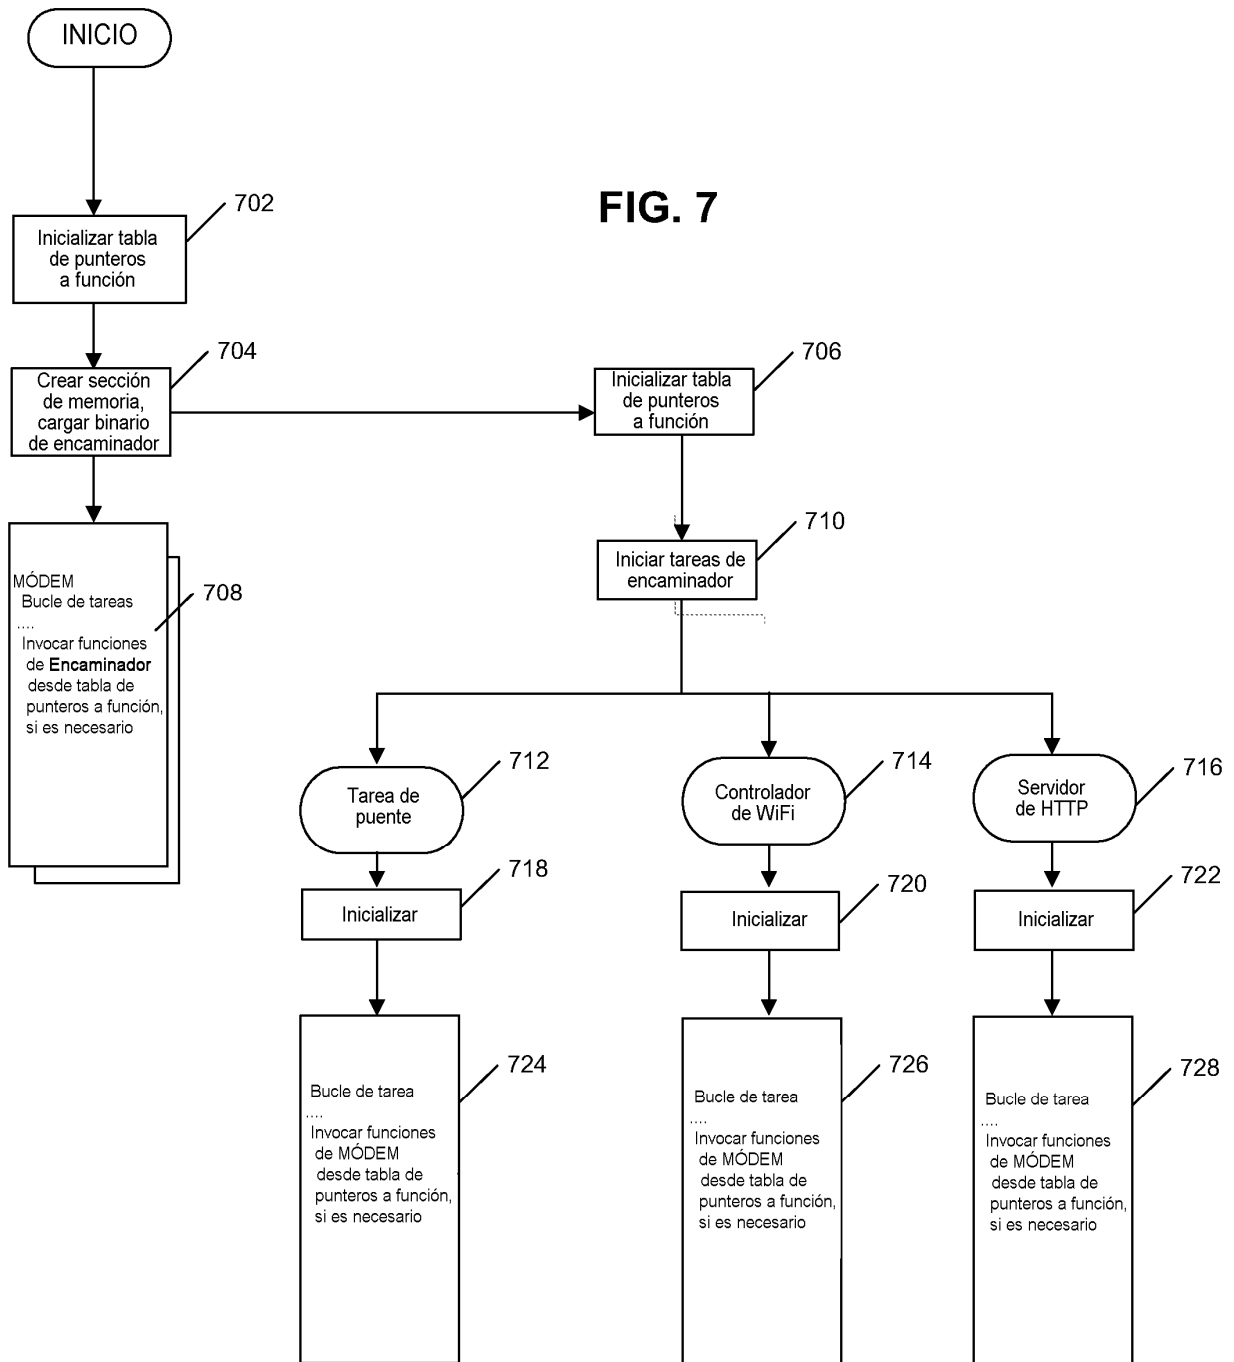 INICIO
702
FIG. 7
Inicializar tabla
de punteros
a función
704
Crear sección
de memoria,
cargar binario
de encaminador
706
Inicializar tabla
de punteros
a función
710
Iniciar tareas de
encaminador
MÓDEM
Bucle de tareas
....
Invocar funciones
de Encaminador
desde tabla de
punteros a función,
si es necesario
708
712
Tarea de
puente
714
Controlador
de WiFi
716
Servidor
de HTTP
718
Inicializar
720
Inicializar
722
Inicializar
724
Bucle de tarea
....
Invocar funciones
de MÓDEM
desde tabla de
punteros a función,
si es necesario
726
Bucle de tarea
....
Invocar funciones
de MÓDEM
desde tabla de
punteros a función,
si es necesario
728
Bucle de tarea
....
Invocar funciones
de MÓDEM
desde tabla de
punteros a función,
si es necesario